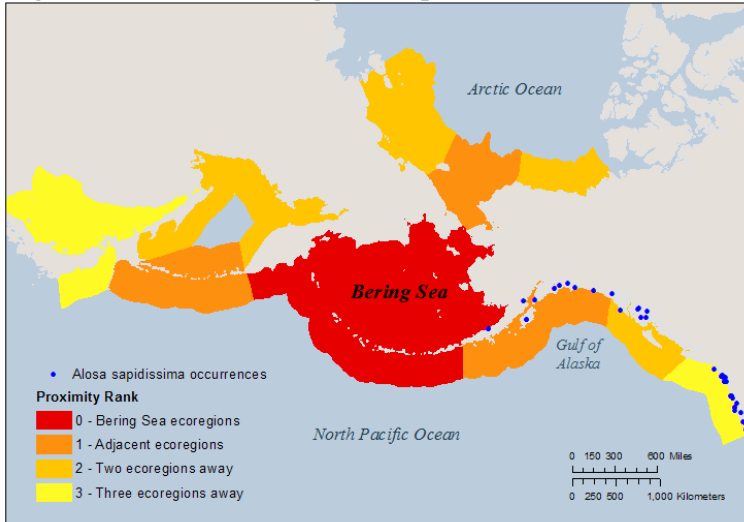 Arctic Ocean
Bering Sea
Gulf of
Alaska
North Pacific Ocean
Alosa sapidissima occurrences
Proximity Rank
0 - Bering Sea ecoregions
1 - Adjacent ecoregions
2 - Two ecoregions away
3 - Three ecoregions away
0 150 300 600 Miles
0 250 500 1,000 Kilometers